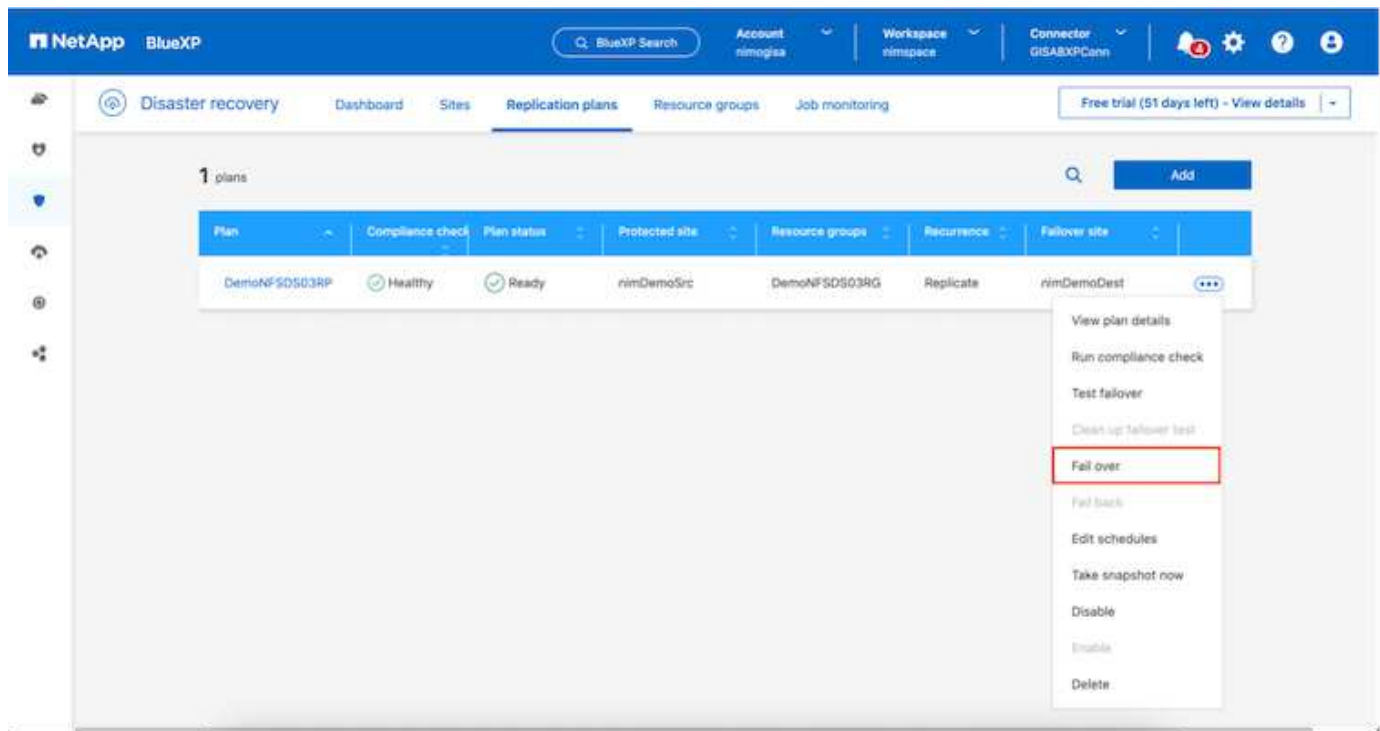 NetApp BlueXP BlueXP Search Account Workspace Connector
nimogisa nimspace GISABXPConn 4
Disaster recovery Dashboard Sites Replication plans Resource groups Job monitoring Free trial (51 days left) - View details
1 plans Add
Plan Compliance check Plan status Protected site Resource groups Recurrence Failover site
DemoNFSDS03RP Healthy Ready nimDemoSrc DemoNFSDS03RG Replicate nimDemoDest
View plan details
Run compliance check
Test failover
Clean up failover test
Fail over
Fail back
Edit schedules
Take snapshot now
Disable
Enable
Delete